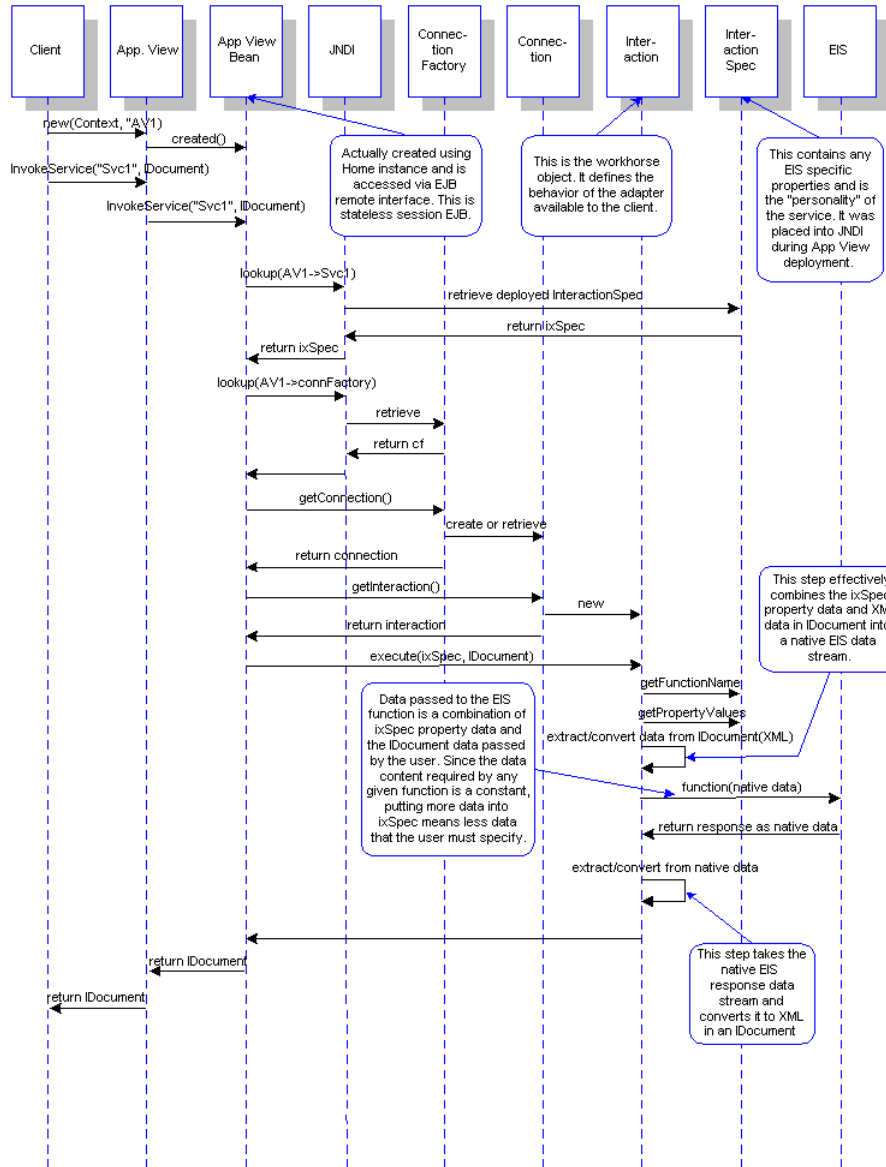 Client
App. View
App View
Bean
JNDI
Connec-
tion
Factory
Connec-
tion
Inter-
action
Inter-
action
Spec
EIS
new(Context, "AV1)
created()
InvokeService("Svc1", IDocument)
InvokeService("Svc1", IDocument)
Actually created using
Home instance and is
accessed via EJB
remote interface. This is
stateless session EJB.
This is the workhorse
object. It defines the
behavior of the adapter
available to the client.
This contains any
EIS specific
properties and is
the "personality" of
the service. It was
placed into JNDI
during App View
deployment.
lookup(AV1->Svc1)
retrieve deployed InteractionSpec
return ixSpec
return ixSpec
lookup(AV1->connFactory)
retrieve
return cf
getConnection()
create or retrieve
return connection
getInteraction()
new
return interaction
execute(ixSpec, IDocument)
This step effectively
combines the ixSpec
property data and XML
data in IDocument into
a native EIS data
stream.
getFunctionName
getPropertyValues
extract/convert data from IDocument(XML)
Data passed to the EIS
function is a combination of
ixSpec property data and
the IDocument data passed
by the user. Since the data
content required by any
given function is a constant,
putting more data into
ixSpec means less data
that the user must specify.
function(native data)
return response as native data
extract/convert from native data
This step takes the
native EIS
response data
stream and
converts it to XML
in an IDocument
return IDocument
return IDocument